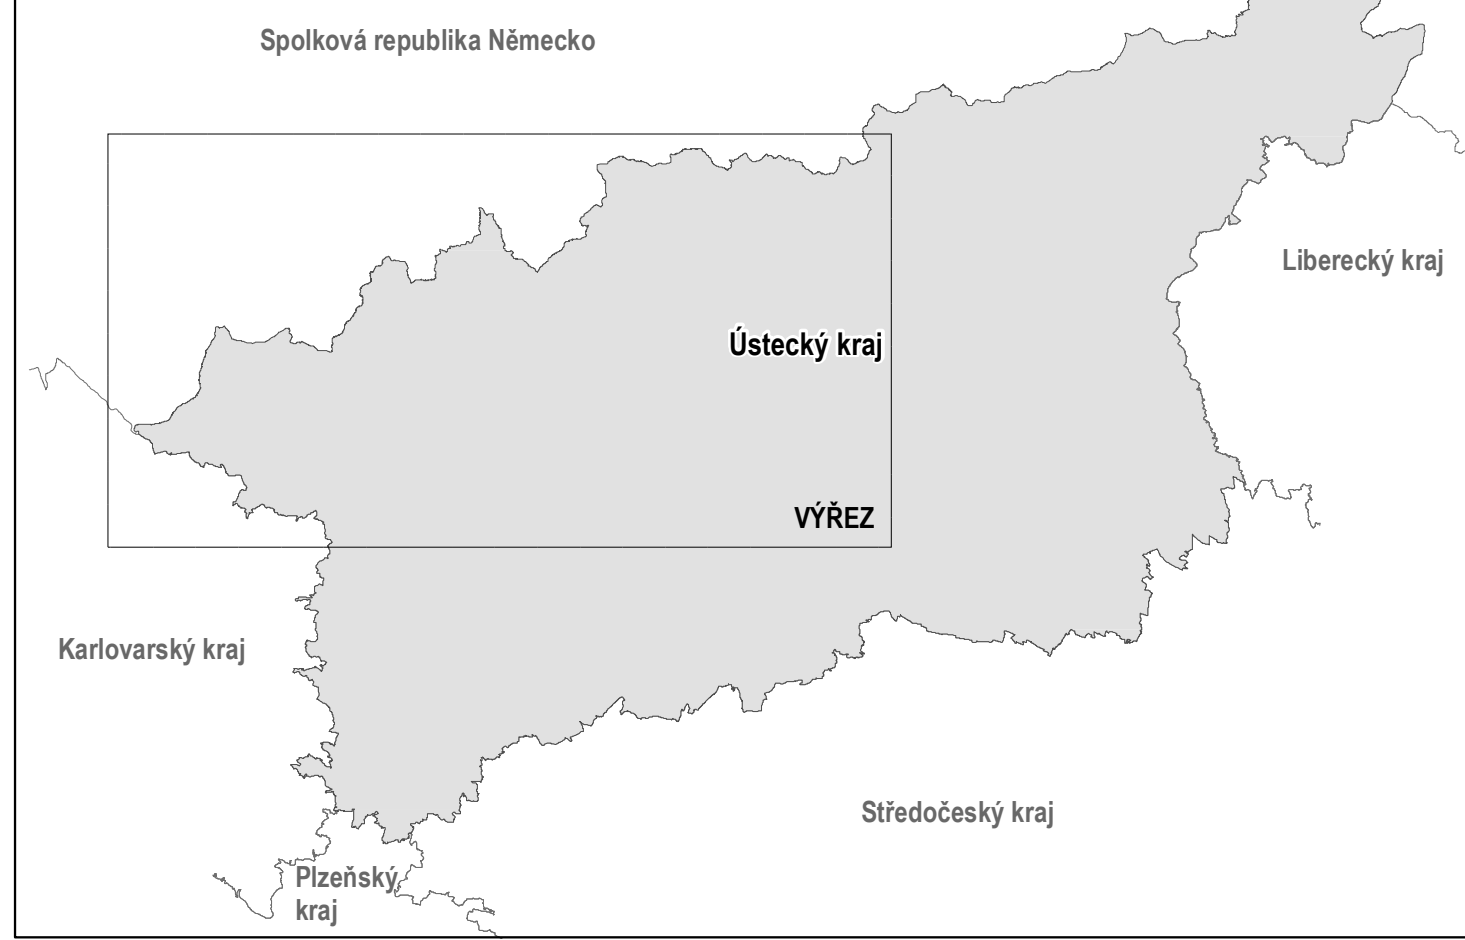 Spolková republika Německo
Liberecký kraj
Ústecký kraj
VÝŘEZ
Karlovarský kraj
Středočeský kraj
Plzeňský
kraj